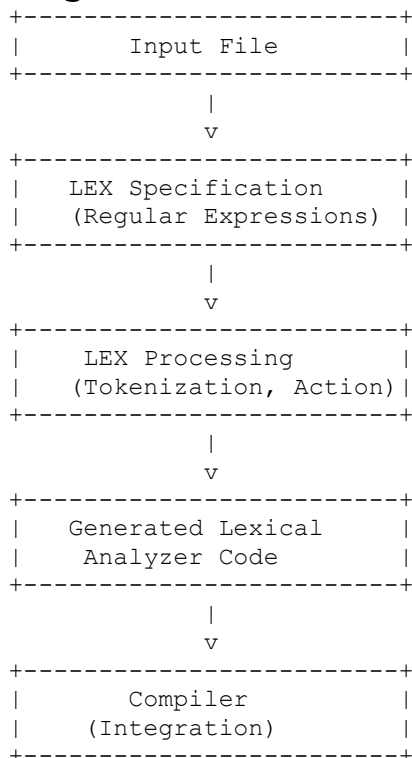 +------------------------+
|       Input File       |
+------------------------+
            |
            v
+------------------------+
|   LEX Specification    |
|   (Regular Expressions) |
+------------------------+
            |
            v
+------------------------+
|    LEX Processing      |
|   (Tokenization, Action)|
+------------------------+
            |
            v
+------------------------+
|   Generated Lexical    |
|    Analyzer Code       |
+------------------------+
            |
            v
+------------------------+
|       Compiler         |
|    (Integration)       |
+------------------------+